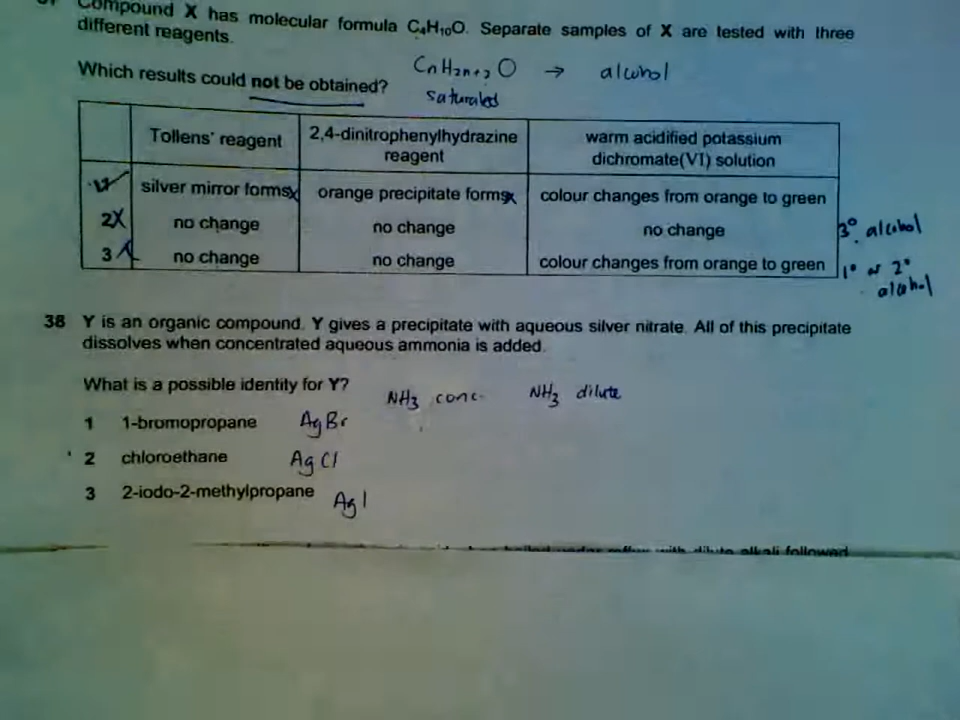 Compound X has molecular formula C₄H₁₀O. Separate samples of X are tested with three
different reagents.
Which results could not be obtained?
CnH2n+2O → alcohol
saturated
Tollens' reagent
2,4-dinitrophenylhydrazine reagent
warm acidified potassium dichromate(VI) solution
silver mirror forms x orange precipitate forms x colour changes from orange to green
2 X no change no change no change 3° alcohol
3 no change no change colour changes from orange to green 1° or 2° alcohol
38 Y is an organic compound. Y gives a precipitate with aqueous silver nitrate. All of this precipitate
dissolves when concentrated aqueous ammonia is added.
What is a possible identity for Y?
NH3 conc. NH3 dilute
1 1-bromopropane AgBr
2 chloroethane AgCl
3 2-iodo-2-methylpropane AgI
with dilute alkali followed